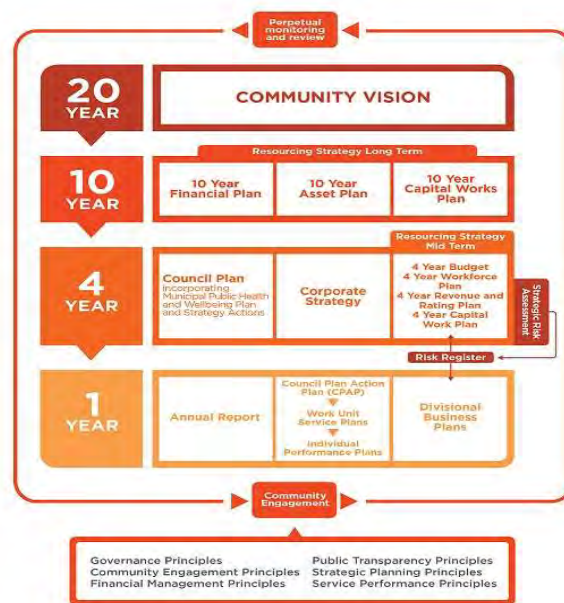 Perpetual
monitoring
and review
20
YEAR
COMMUNITY VISION
Resourcing Strategy Long Term
10
YEAR
10 Year
Financial Plan
10 Year
Asset Plan
10 Year
Capital Works
Plan
Resourcing Strategy
Mid Term
4
YEAR
Council Plan
Incorporating
Municipal Public Health
and Wellbeing Plan
and Strategy Actions
Corporate
Strategy
4 Year Budget
4 Year Workforce
Plan
4 Year Revenue and
Rating Plan
4 Year Capital
Work Plan
Strategic Risk
Assessment
Risk Register
1
YEAR
Annual Report
Council Plan Action
Plan (CPAP)
Work Unit
Service Plans
Individual
Performance Plans
Divisional
Business
Plans
Community
Engagement
Governance Principles
Community Engagement Principles
Financial Management Principles
Public Transparency Principles
Strategic Planning Principles
Service Performance Principles